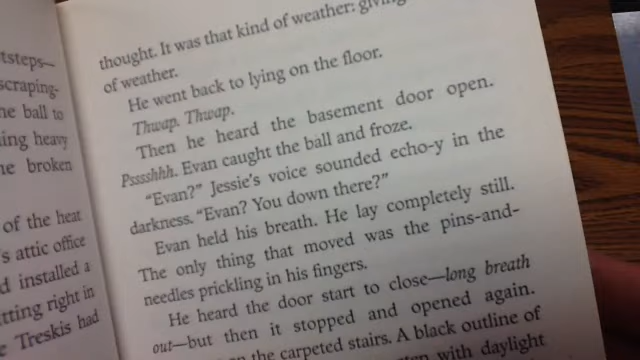 tsteps—
scraping-
he ball to
ing heavy
he broken
of the heat
s attic office
d installed a
tting right in
e Treskis had
thought. It was that kind of weather: giving
of weather.
He went back to lying on the floor.
Thwap. Thwap.
Then he heard the basement door open.
Psssshhh. Evan caught the ball and froze.
“Evan?” Jessie’s voice sounded echo-y in the
darkness. “Evan? You down there?”
Evan held his breath. He lay completely still.
The only thing that moved was the pins-and-
needles prickling in his fingers.
He heard the door start to close—long breath
out—but then it stopped and opened again.
the carpeted stairs. A black outline of
with daylight